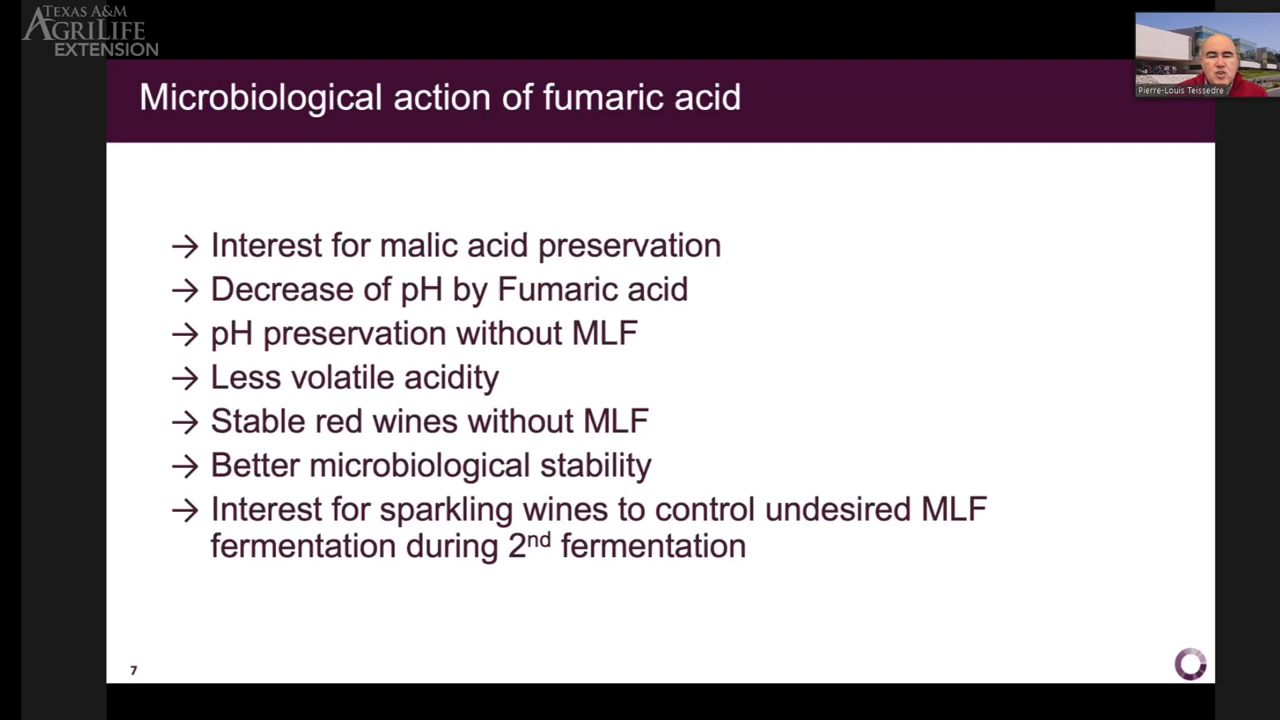 TEXAS A&M
AGRILIFE
EXTENSION
Pierre-Louis Teissedre
Microbiological action of fumaric acid
→ Interest for malic acid preservation
→ Decrease of pH by Fumaric acid
→ pH preservation without MLF
→ Less volatile acidity
→ Stable red wines without MLF
→ Better microbiological stability
→ Interest for sparkling wines to control undesired MLF
fermentation during 2nd fermentation
7